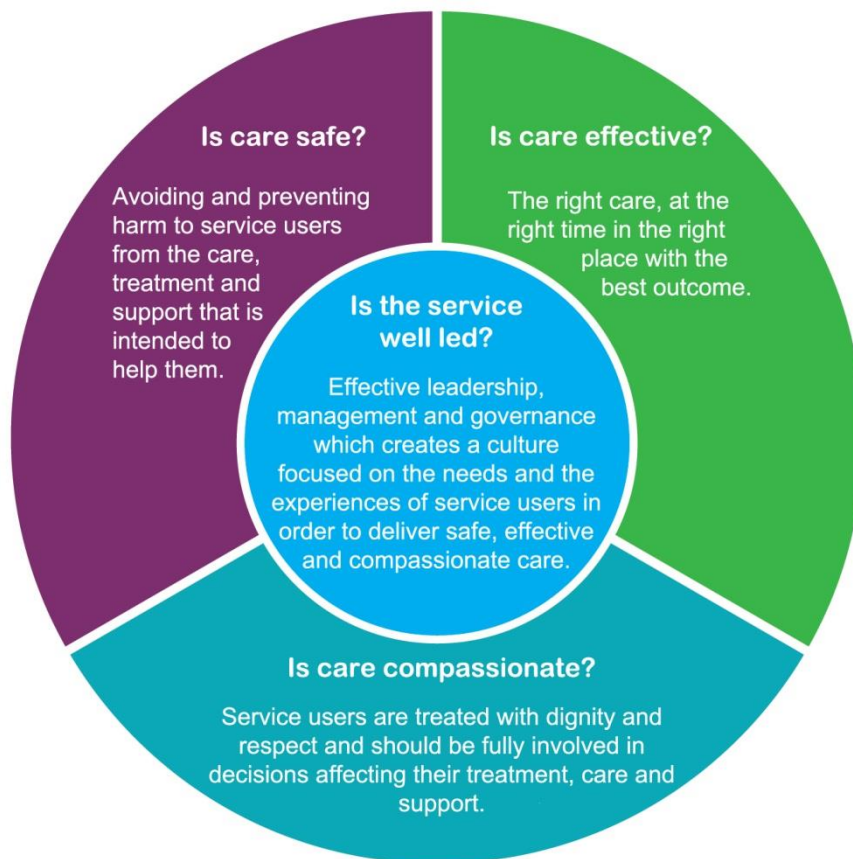 Is care safe?
Avoiding and preventing
harm to service users
from the care,
treatment and
support that is
intended to
help them.
Is care effective?
The right care, at the
right time in the right
place with the
best outcome.
Is the service
well led?
Effective leadership,
management and governance
which creates a culture
focused on the needs and the
experiences of service users in
order to deliver safe, effective
and compassionate care.
Is care compassionate?
Service users are treated with dignity and
respect and should be fully involved in
decisions affecting their treatment, care and
support.